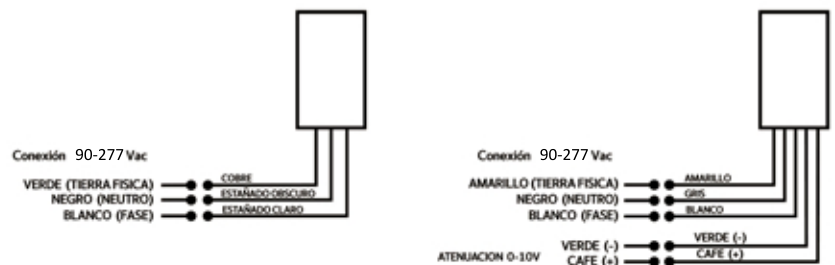 Conexión 90-277 Vac
VERDE (TIERRA FISICA)
COBRE
NEGRO (NEUTRO)
ESTAÑADO OBSCURO
BLANCO (FASE)
ESTAÑADO CLARO
Conexión 90-277 Vac
AMARILLO (TIERRA FISICA)
AMARILLO
NEGRO (NEUTRO)
GRIS
BLANCO (FASE)
BLANCO
ATENUACION 0-10V
VERDE (-)
VERDE (-)
CAFE (+)
CAFE (+)